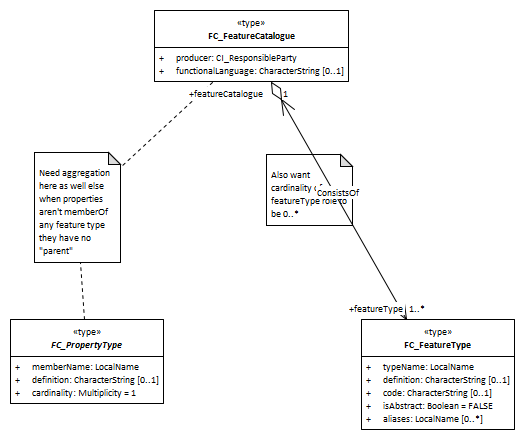 «type»
FC_FeatureCatalogue
+ producer: CI_ResponsibleParty
+ functionalLanguage: CharacterString [0..1]
+featureCatalogue 1
Need aggregation
here as well else
when properties
aren't memberOf
any feature type
they have no
"parent"
Also want
cardinality
featureType role to
be 0..*
ConsistsOf
+featureType 1..*
«type»
FC_PropertyType
+ memberName: LocalName
+ definition: CharacterString [0..1]
+ cardinality: Multiplicity = 1
«type»
FC_FeatureType
+ typeName: LocalName
+ definition: CharacterString [0..1]
+ code: CharacterString [0..1]
+ isAbstract: Boolean = FALSE
+ aliases: LocalName [0..*]